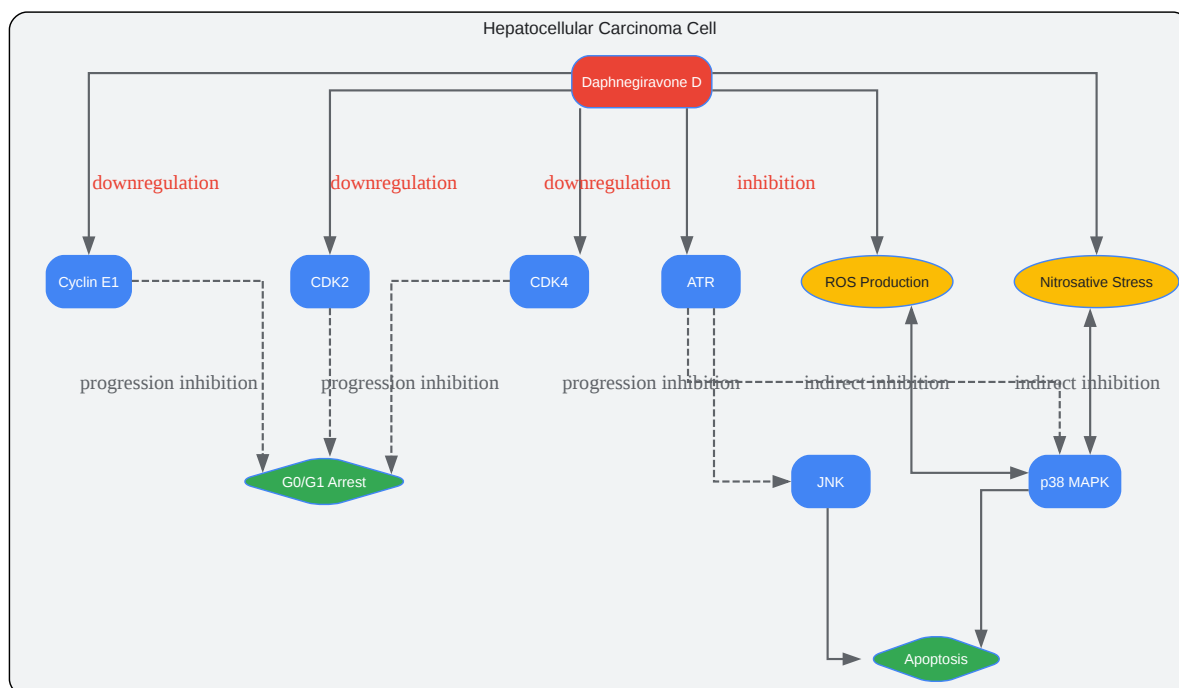 Hepatocellular Carcinoma Cell
Daphnegiravone D
downregulation
downregulation
downregulation
inhibition
Cyclin E1
CDK2
CDK4
ATR
ROS Production
Nitrosative Stress
progression inhibition
progression inhibition
progression inhibition
indirect inhibition
indirect inhibition
G0/G1 Arrest
JNK
p38 MAPK
Apoptosis